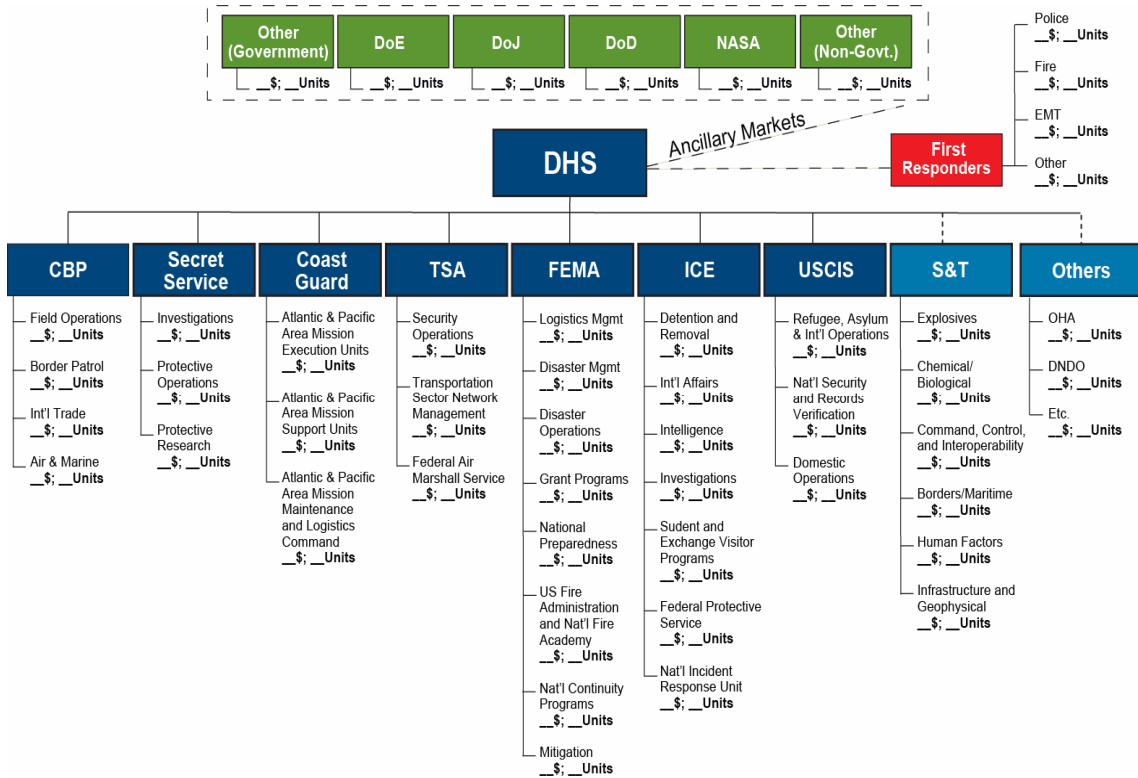 Other
(Government)
__$; __Units
DoE
__$; __Units
DoJ
__$; __Units
DoD
__$; __Units
NASA
__$; __Units
Other
(Non-Govt.)
__$; __Units
Police
__$; __Units
Fire
__$; __Units
EMT
__$; __Units
Other
__$; __Units
Ancillary Markets
DHS
First
Responders
CBP
Field Operations
__$; __Units
Border Patrol
__$; __Units
Int'l Trade
__$; __Units
Air & Marine
__$; __Units
Secret
Service
Investigations
__$; __Units
Protective
Operations
__$; __Units
Protective
Research
__$; __Units
Coast
Guard
Atlantic & Pacific
Area Mission
Execution Units
__$; __Units
Atlantic & Pacific
Area Mission
Support Units
__$; __Units
Atlantic & Pacific
Area Mission
Maintenance
and Logistics
Command
__$; __Units
TSA
Security
Operations
__$; __Units
Transportation
Sector Network
Management
__$; __Units
Federal Air
Marshall Service
__$; __Units
FEMA
Logistics Mgmt
__$; __Units
Disaster Mgmt
__$; __Units
Disaster
Operations
__$; __Units
Grant Programs
__$; __Units
National
Preparedness
__$; __Units
US Fire
Administration
and Nat'l Fire
Academy
__$; __Units
Nat'l Continuity
Programs
__$; __Units
Mitigation
__$; __Units
ICE
Detention and
Removal
__$; __Units
Int'l Affairs
__$; __Units
Intelligence
__$; __Units
Investigations
__$; __Units
Sudent and
Exchange Visitor
Programs
__$; __Units
Federal Protective
Service
__$; __Units
Nat'l Incident
Response Unit
__$; __Units
USCIS
Refugee, Asylum
& Int'l Operations
__$; __Units
Nat'l Security
and Records
Verification
__$; __Units
Domestic
Operations
__$; __Units
S&T
Explosives
__$; __Units
Chemical/
Biological
__$; __Units
Command, Control,
and Interoperability
__$; __Units
Borders/Maritime
__$; __Units
Human Factors
__$; __Units
Infrastructure and
Geophysical
__$; __Units
Others
OHA
__$; __Units
DNDO
__$; __Units
Etc.
__$; __Units